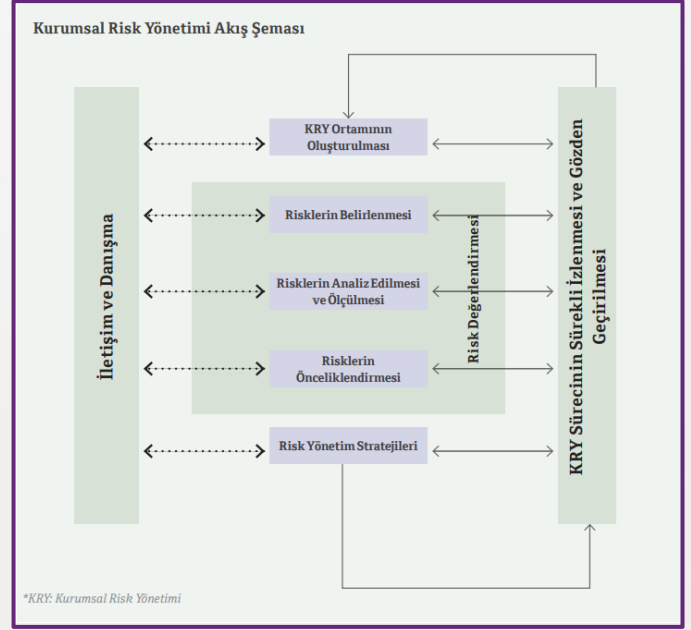 Kurumsal Risk Yönetimi Akış Şeması
İletişim ve Danışma
KRY Ortamının
Oluşturulması
Risklerin Belirlenmesi
Risklerin Analiz Edilmesi
ve Ölçülmesi
Risklerin
Önceliklendirmesi
Risk Yönetim Stratejileri
Risk Değerlendirmesi
KRY Sürecinin Sürekli İzlenmesi ve Gözden
Geçirilmesi
*KRY: Kurumsal Risk Yönetimi